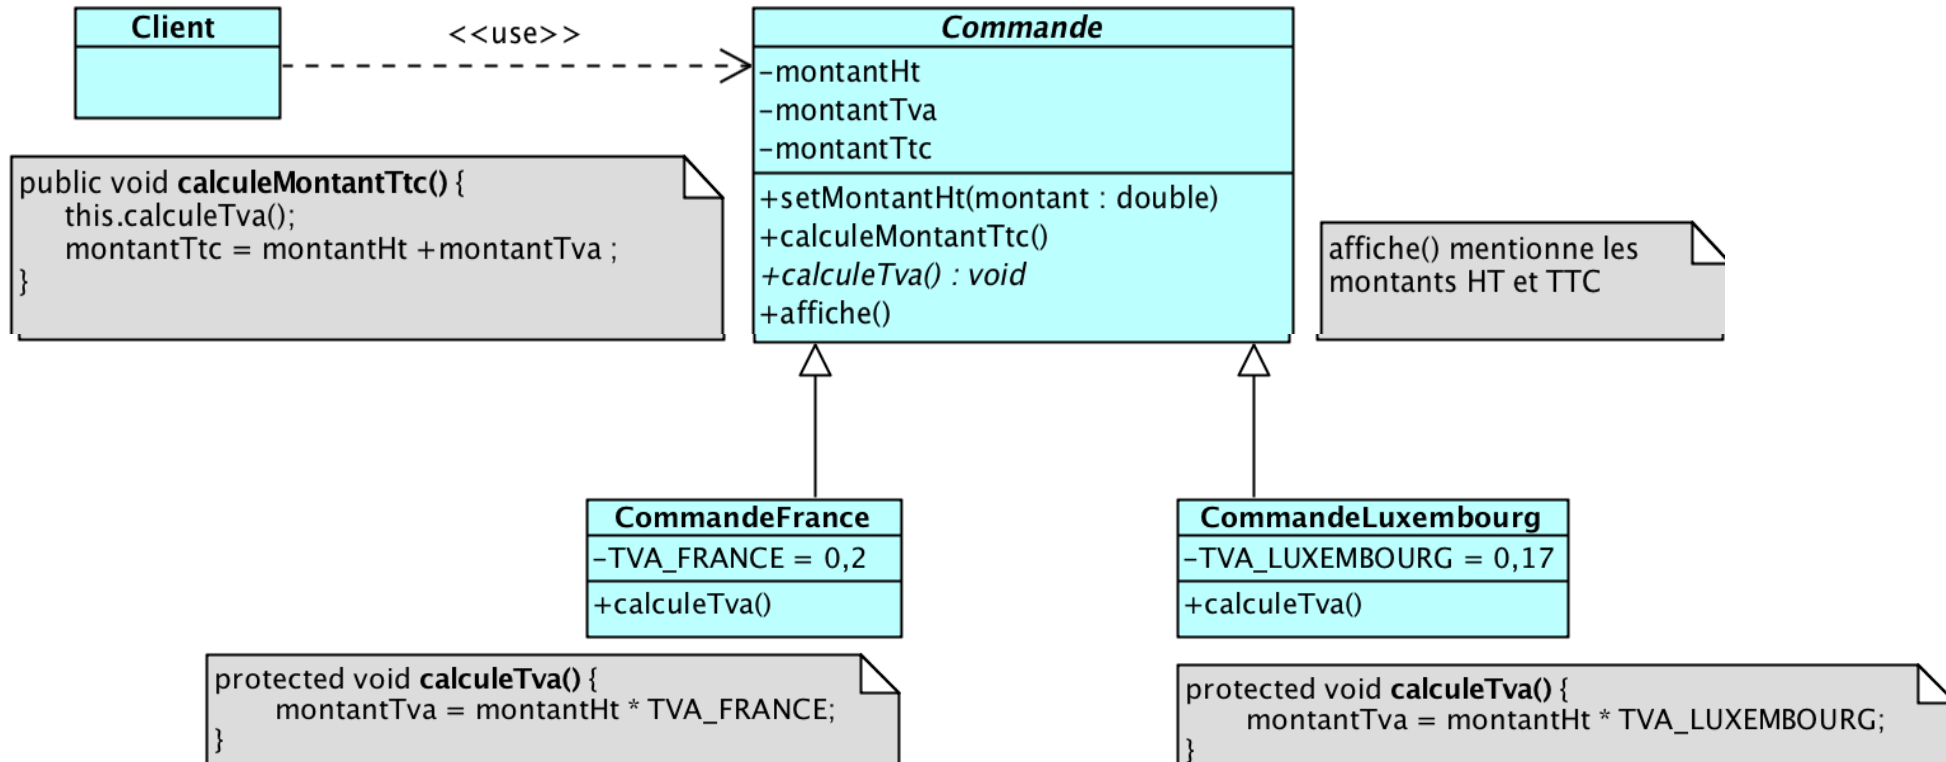 Client
<<use>>
Commande
-montantHt
-montantTva
-montantTtc
+setMontantHt(montant : double)
+calculeMontantTtc()
+calculeTva() : void
+affiche()
public void calculeMontantTtc() {
this.calculeTva();
montantTtc = montantHt +montantTva ;
}
affiche() mentionne les
montants HT et TTC
CommandeFrance
-TVA_FRANCE = 0,2
+calculeTva()
CommandeLuxembourg
-TVA_LUXEMBOURG = 0,17
+calculeTva()
protected void calculeTva() {
montantTva = montantHt * TVA_FRANCE;
}
protected void calculeTva() {
montantTva = montantHt * TVA_LUXEMBOURG;
}